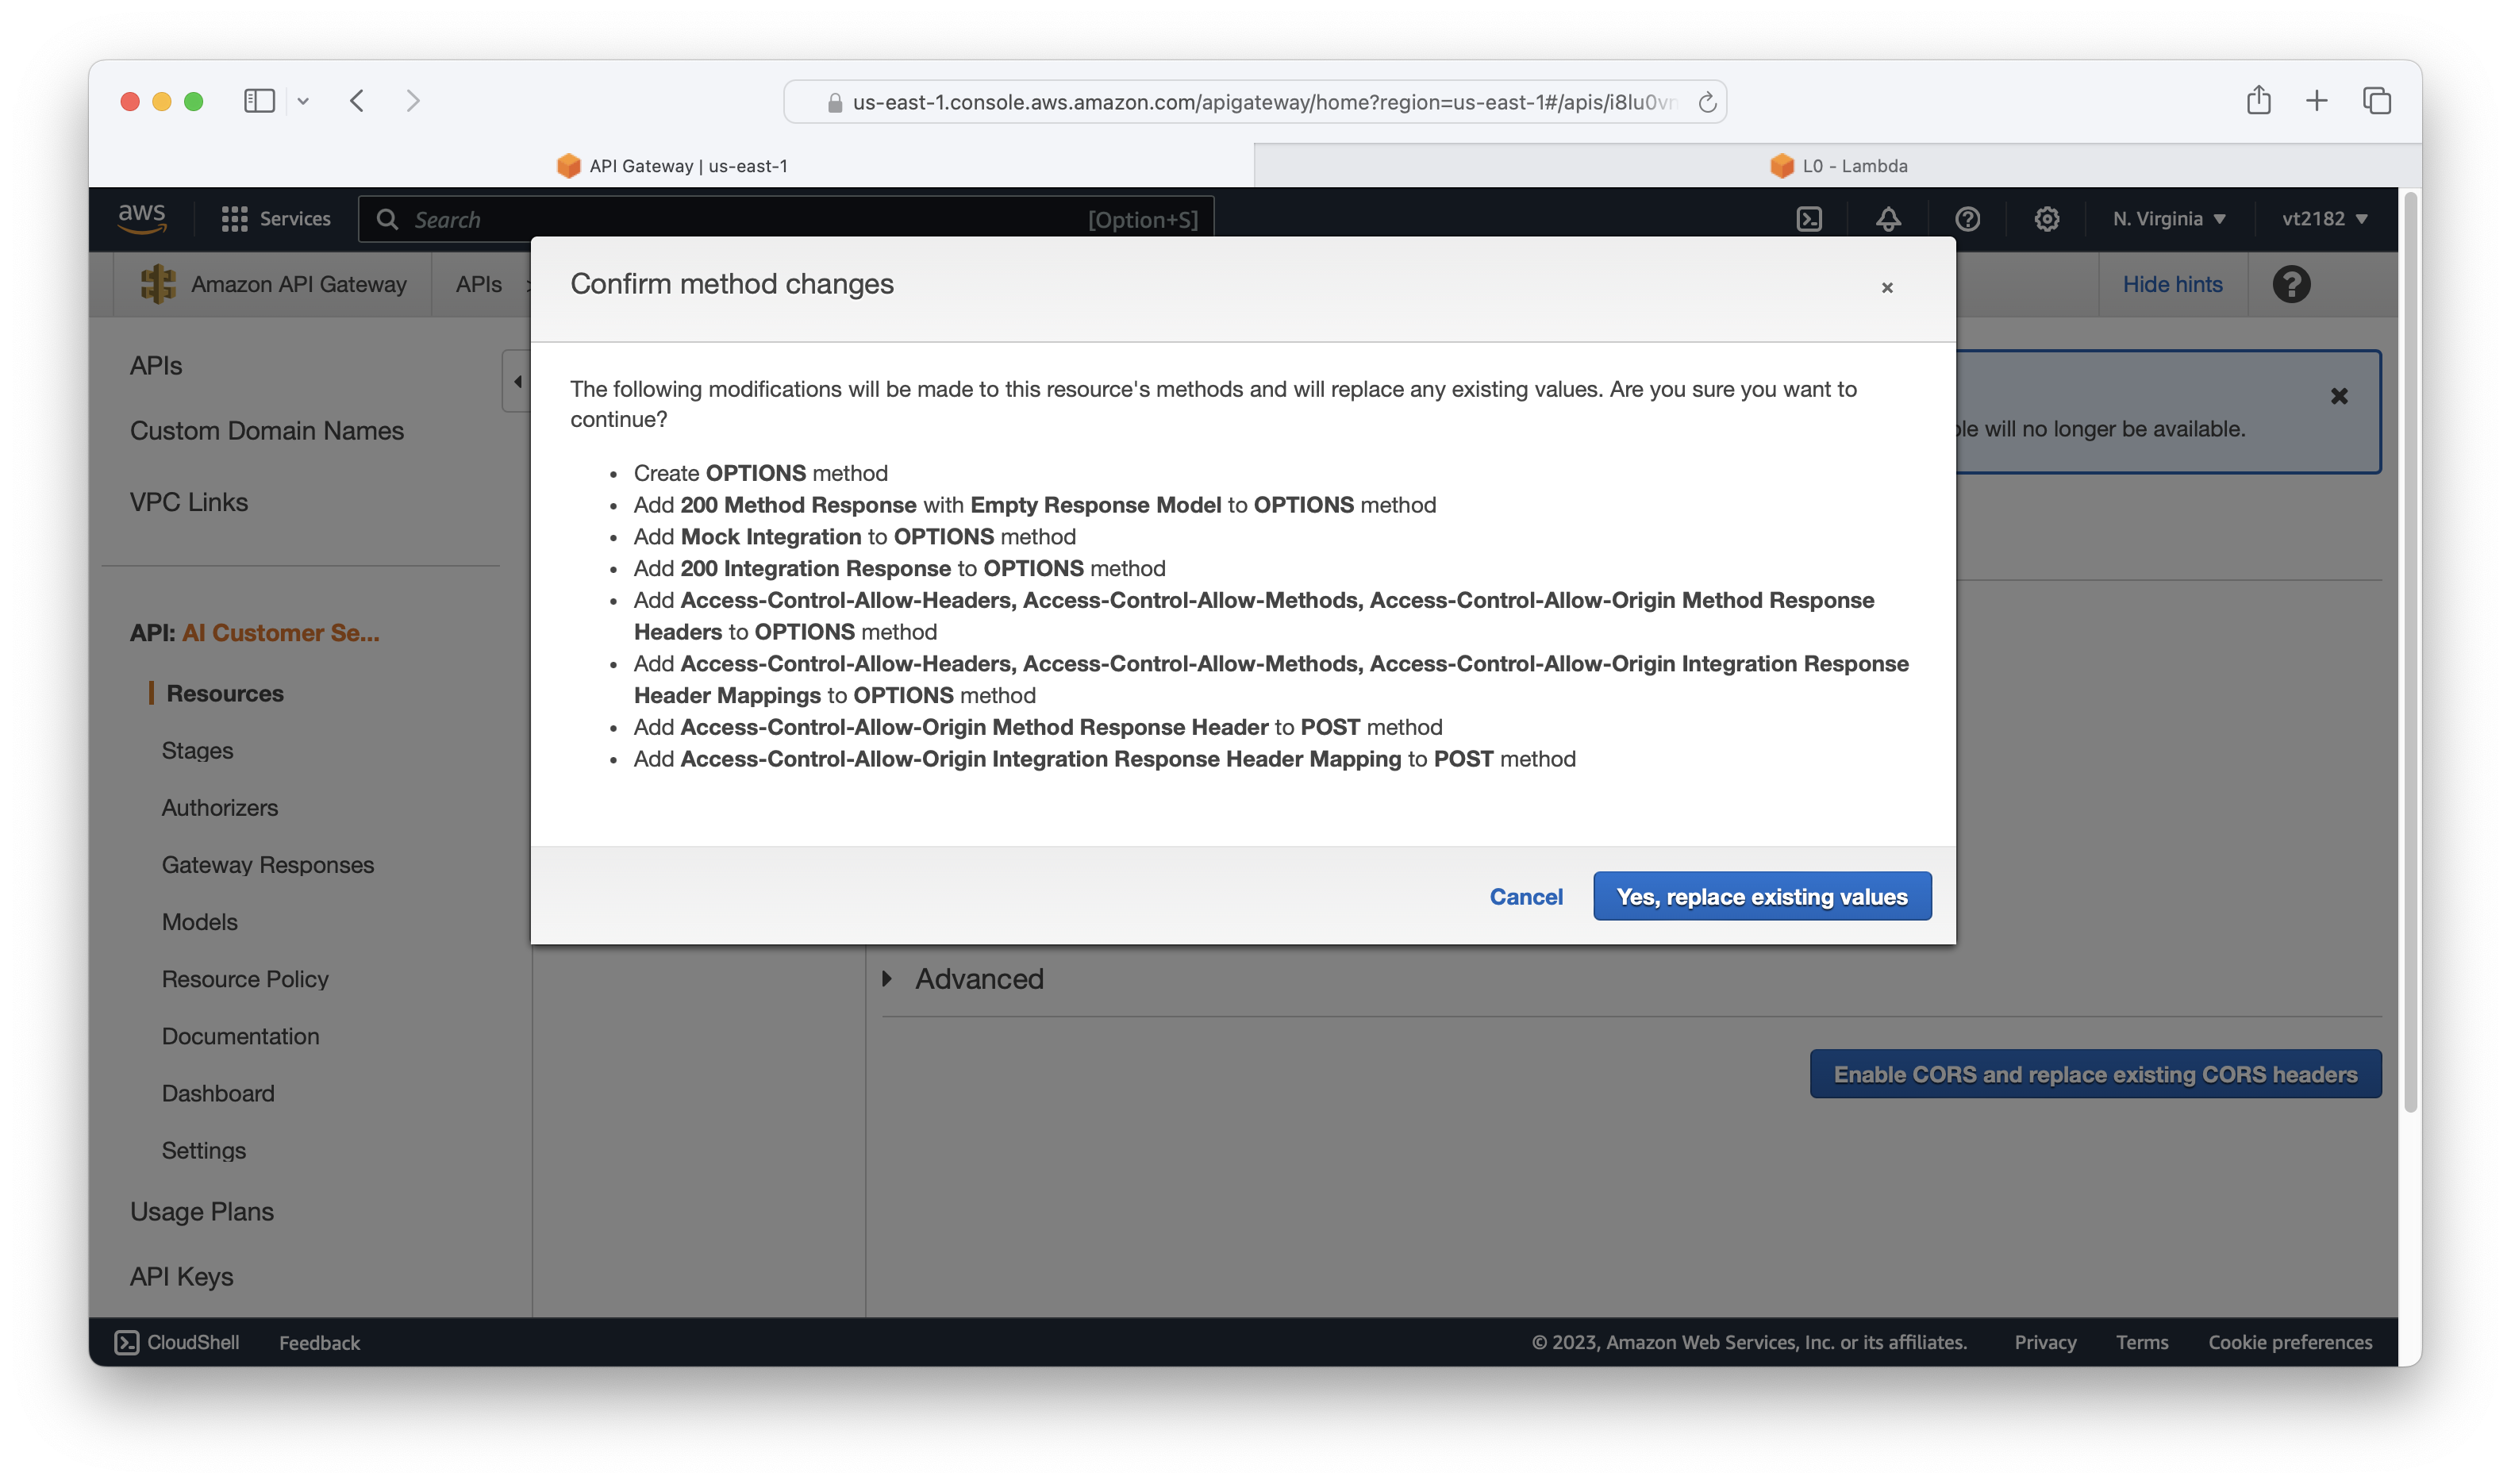 us-east-1.console.aws.amazon.com/apigateway/home?region=us-east-1#/apis/i8lu0v
API Gateway | us-east-1
L0 - Lambda
aws
Services
Search
[Option+S]
N. Virginia
vt2182
Amazon API Gateway
APIs
Hide hints
Confirm method changes
The following modifications will be made to this resource's methods and will replace any existing values. Are you sure you want to
continue?
Create OPTIONS method
Add 200 Method Response with Empty Response Model to OPTIONS method
Add Mock Integration to OPTIONS method
Add 200 Integration Response to OPTIONS method
Add Access-Control-Allow-Headers, Access-Control-Allow-Methods, Access-Control-Allow-Origin Method Response
Headers to OPTIONS method
Add Access-Control-Allow-Headers, Access-Control-Allow-Methods, Access-Control-Allow-Origin Integration Response
Header Mappings to OPTIONS method
Add Access-Control-Allow-Origin Method Response Header to POST method
Add Access-Control-Allow-Origin Integration Response Header Mapping to POST method
Cancel
Yes, replace existing values
APIs
Custom Domain Names
VPC Links
API: AI Customer Se...
Resources
Stages
Authorizers
Gateway Responses
Models
Resource Policy
Documentation
Dashboard
Settings
Usage Plans
API Keys
will no longer be available.
Advanced
Enable CORS and replace existing CORS headers
CloudShell
Feedback
© 2023, Amazon Web Services, Inc. or its affiliates.
Privacy
Terms
Cookie preferences